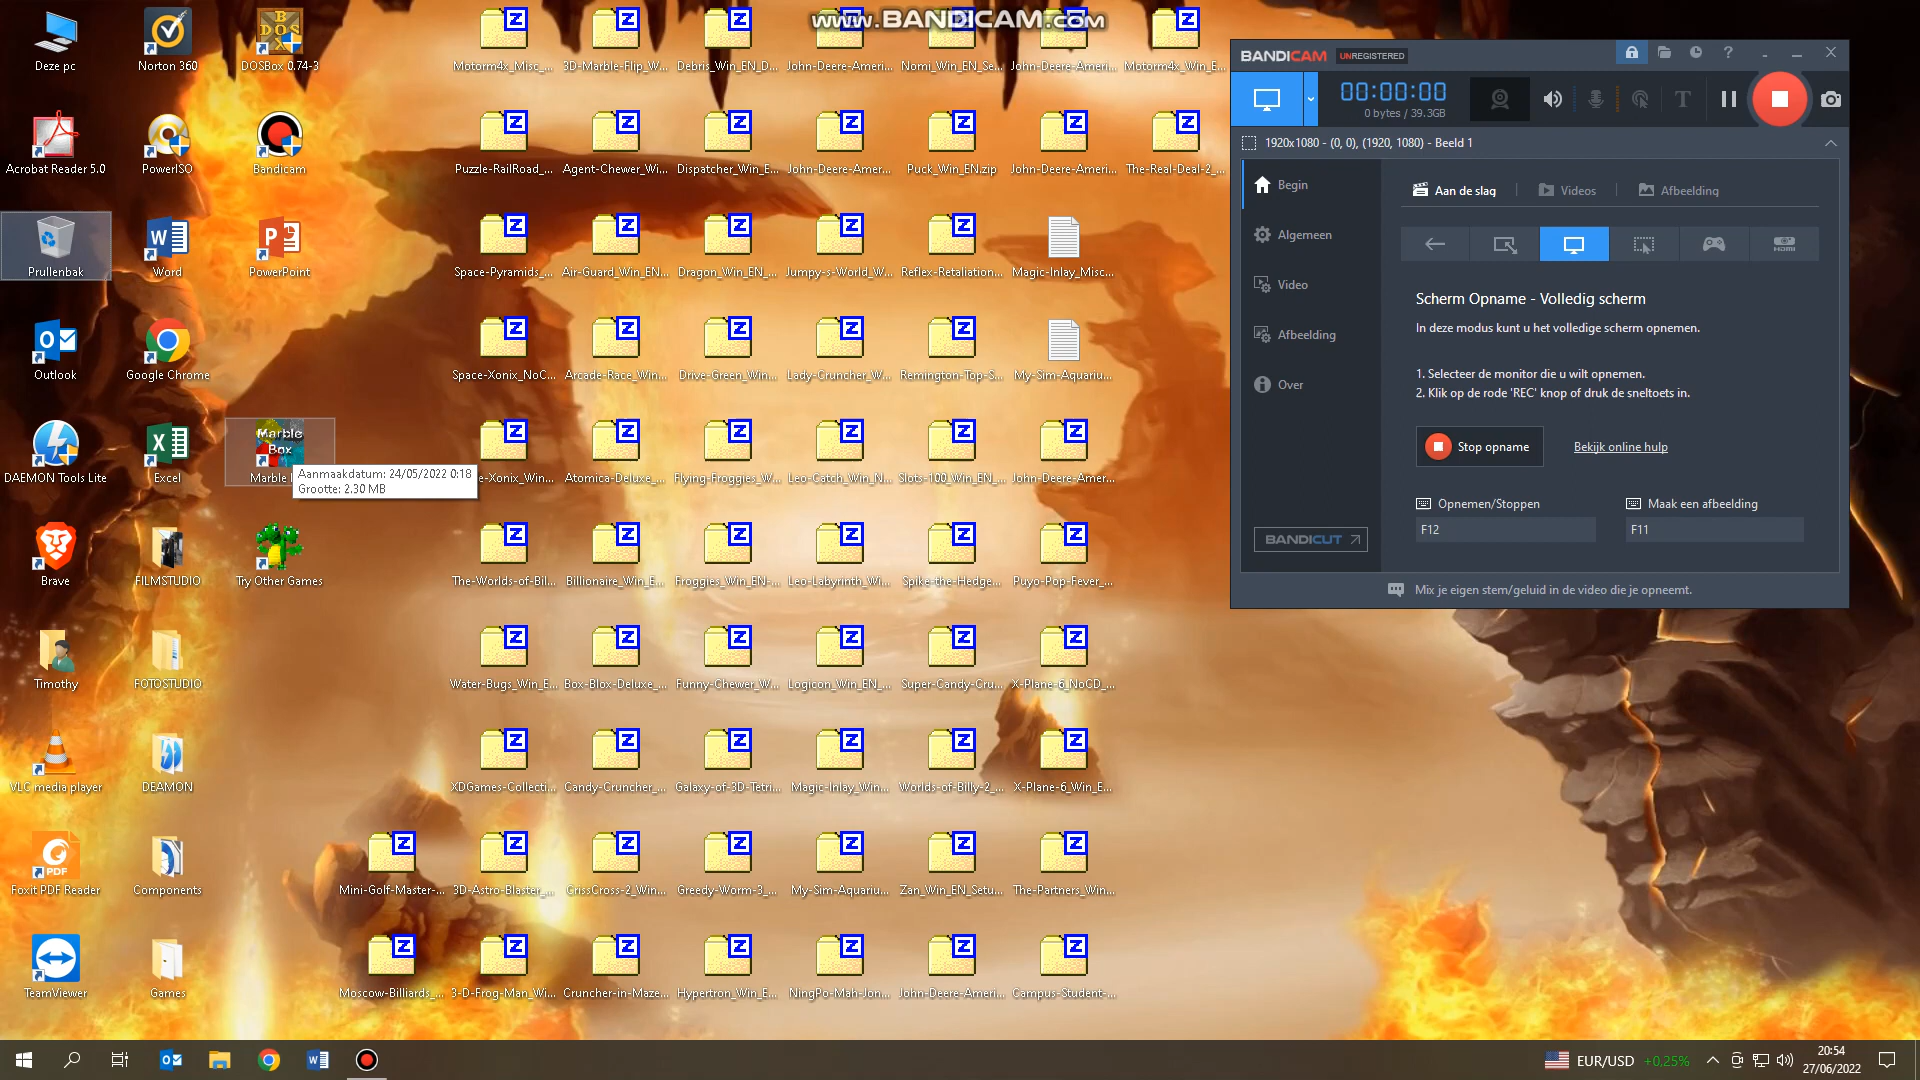 www.BANDICAM.com
Deze pc
Norton 360
DOSBox 0.74-3
Motorm4x_Misc_...
3D-Marble-Flip_W...
Debris_Win_EN_D...
John-Deere-Ameri...
Nomi_Win_EN_Se...
John-Deere-Ameri...
Motorm4x_Win_E...
Acrobat Reader 5.0
PowerISO
Bandicam
Puzzle-RailRoad_...
Agent-Chewer_Wi...
Dispatcher_Win_E...
John-Deere-Amer...
Puck_Win_EN.zip
John-Deere-Ameri...
The-Real-Deal-2_...
Prullenbak
Word
PowerPoint
Space-Pyramids_...
Air-Guard_Win_EN...
Dragon_Win_EN_...
Jumpy-s-World_W...
Reflex-Retaliation...
Magic-Inlay_Misc...
Outlook
Google Chrome
Space-Xonix_NoC...
Arcade-Race_Win...
Drive-Green_Win...
Lady-Cruncher_W...
Remington-Top-S...
My-Sim-Aquariu...
DAEMON Tools Lite
Excel
Marble
Box
Marble
Aanmaakdatum: 24/05/2022 0:18
Grootte: 2.30 MB
e-Xonix_Win...
Atomica-Deluxe_...
Flying-Froggies_W...
Leo-Catch_Win_N...
Slots-100_Win_EN_...
John-Deere-Amer...
Brave
FILMSTUDIO
Try Other Games
The-Worlds-of-Bil...
Billionaire_Win_E...
Froggies_Win_EN-...
Leo-Labyrinth_Wi...
Spike-the-Hedge...
Puyo-Pop-Fever_...
Timothy
FOTOSTUDIO
Water-Bugs_Win_E...
Box-Blox-Deluxe_...
Funny-Chewer_W...
Logicon_Win_EN_...
Super-Candy-Cru...
X-Plane-6_NoCD_...
VLC media player
DEAMON
XDGames-Collecti...
Candy-Cruncher_...
Galaxy-of-3D-Tetri...
Magic-Inlay_Win...
Worlds-of-Billy-2_...
X-Plane-6_Win_E...
Foxit PDF Reader
Components
Mini-Golf-Master-...
3D-Astro-Blaster_...
CrissCross-2_Win...
Greedy-Worm-3_...
My-Sim-Aquariu...
Zan_Win_EN_Setu...
The-Partners_Win...
TeamViewer
Games
Moscow-Billiards_...
3-D-Frog-Man_Wi...
Cruncher-in-Maze...
Hypertron_Win_E...
NingPo-Mah-Jon...
John-Deere-Ameri...
Campus-Student-...
BANDICAM UNREGISTERED
00:00:00
0 bytes / 39.3GB
1920x1080 - (0, 0), (1920, 1080) - Beeld 1
Begin
Algemeen
Video
Afbeelding
Over
BANDICUT
Aan de slag
Videos
Afbeelding
HDMI
Scherm Opname - Volledig scherm
In deze modus kunt u het volledige scherm opnemen.
1. Selecteer de monitor die u wilt opnemen.
2. Klik op de rode 'REC' knop of druk de sneltoets in.
Stop opname
Bekijk online hulp
Opnemen/Stoppen
Maak een afbeelding
F12
F11
Mix je eigen stem/geluid in de video die je opneemt.
EUR/USD +0,25%
20:54
27/06/2022